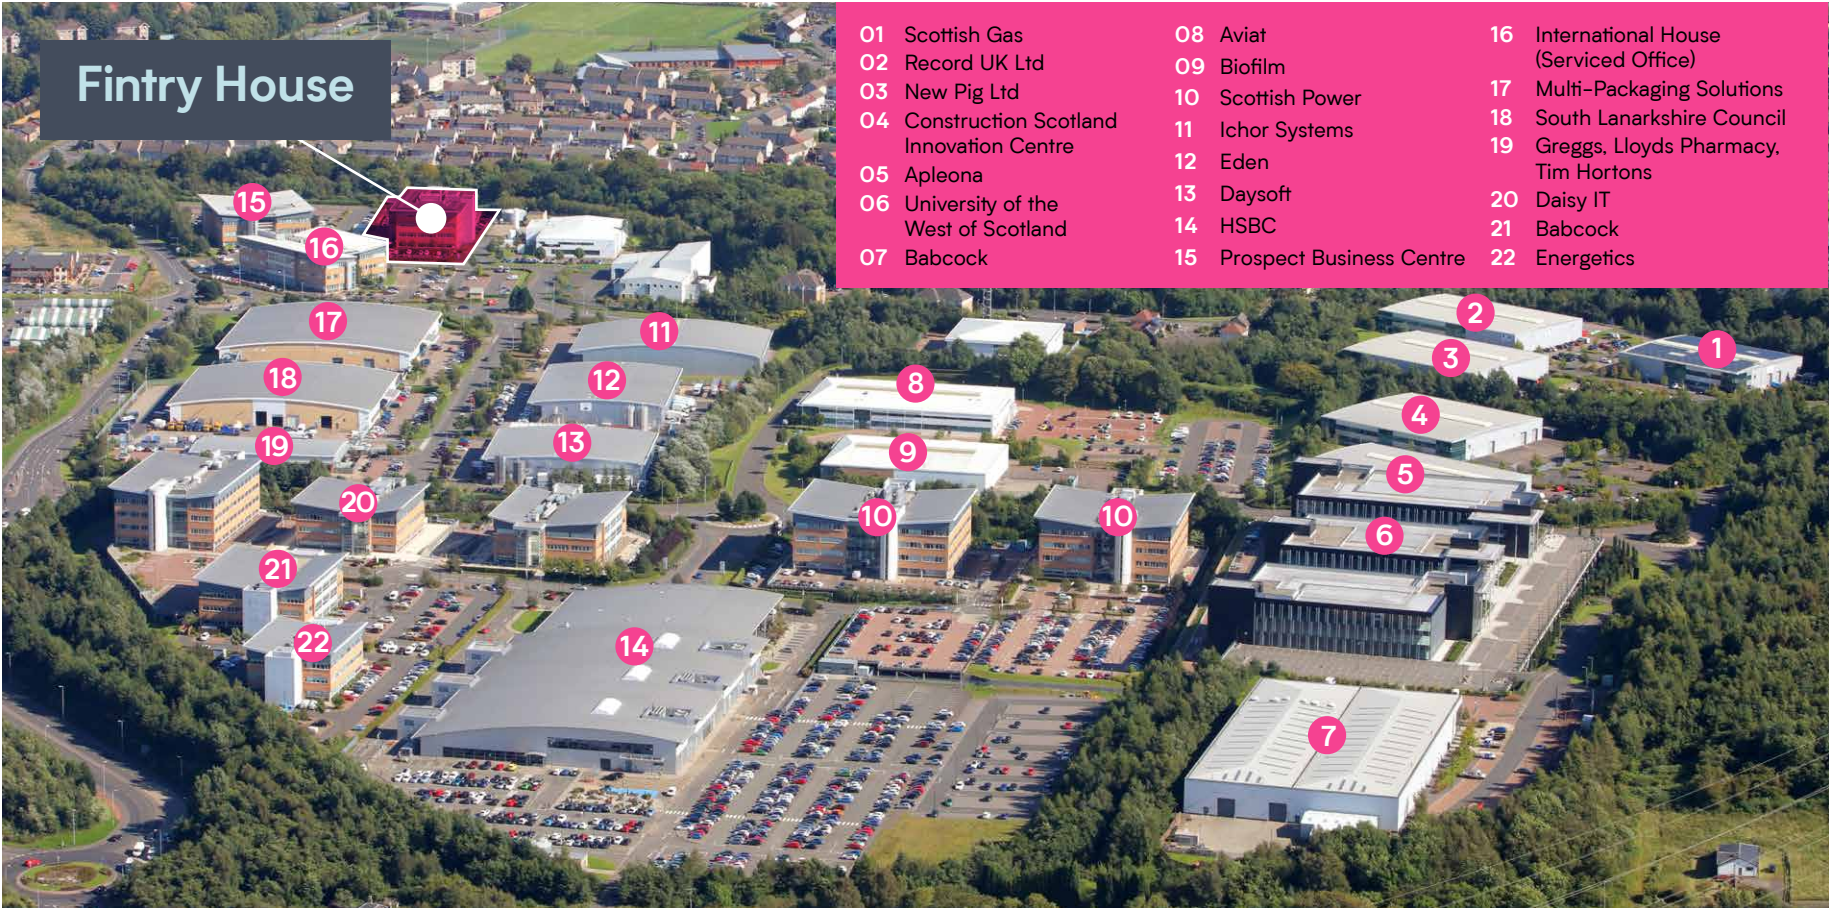 Fintry House
01 Scottish Gas
02 Record UK Ltd
03 New Pig Ltd
04 Construction Scotland
Innovation Centre
05 Apleona
06 University of the
West of Scotland
07 Babcock
08 Aviat
09 Biofilm
10 Scottish Power
11 Ichor Systems
12 Eden
13 Daysoft
14 HSBC
15 Prospect Business Centre
16 International House
(Serviced Office)
17 Multi-Packaging Solutions
18 South Lanarkshire Council
19 Greggs, Lloyds Pharmacy,
Tim Hortons
20 Daisy IT
21 Babcock
22 Energetics
15
16
17
18
19
20
21
22
11
12
13
14
8
9
10
10
2
1
3
4
5
6
7